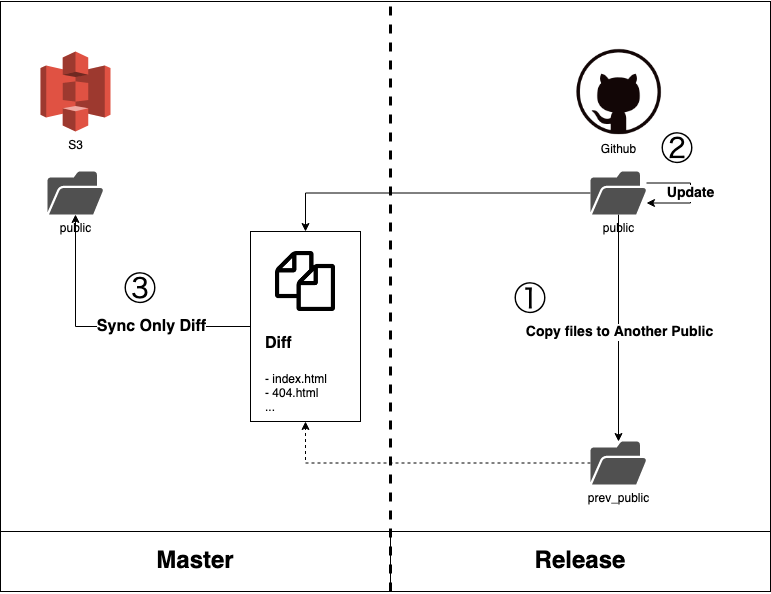 S3
public
③
Sync Only Diff
Diff
- index.html
- 404.html
...
Github
②
public
Update
①
Copy files to Another Public
prev_public
Master
Release